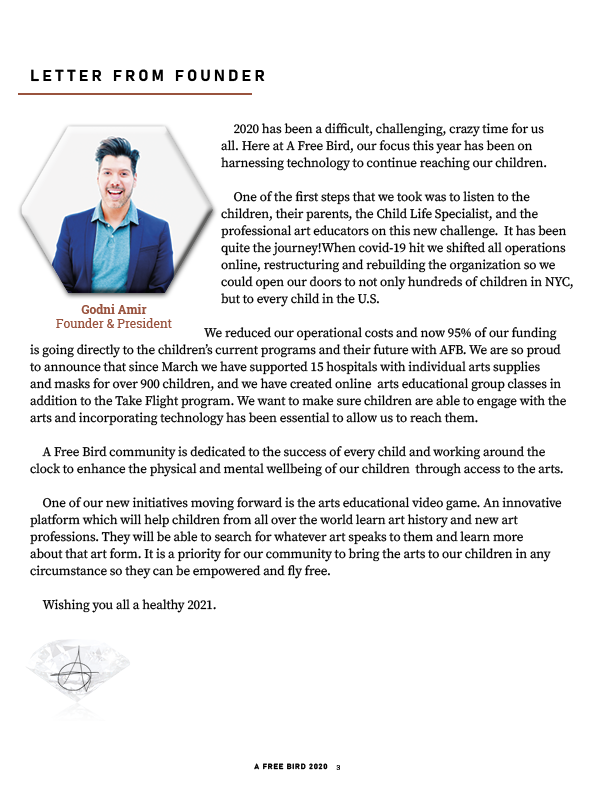 LETTER FROM FOUNDER
2020 has been a difficult, challenging, crazy time for us
all. Here at A Free Bird, our focus this year has been on
harnessing technology to continue reaching our children.
One of the first steps that we took was to listen to the
children, their parents, the Child Life Specialist, and the
professional art educators on this new challenge.  It has been
quite the journey!When covid-19 hit we shifted all operations
online, restructuring and rebuilding the organization so we
could open our doors to not only hundreds of children in NYC,
but to every child in the U.S.
Godni Amir
Founder & President
We reduced our operational costs and now 95% of our funding
is going directly to the children's current programs and their future with AFB. We are so proud
to announce that since March we have supported 15 hospitals with individual arts supplies
and masks for over 900 children, and we have created online  arts educational group classes in
addition to the Take Flight program. We want to make sure children are able to engage with the
arts and incorporating technology has been essential to allow us to reach them.
A Free Bird community is dedicated to the success of every child and working around the
clock to enhance the physical and mental wellbeing of our children  through access to the arts.
One of our new initiatives moving forward is the arts educational video game. An innovative
platform which will help children from all over the world learn art history and new art
professions. They will be able to search for whatever art speaks to them and learn more
about that art form. It is a priority for our community to bring the arts to our children in any
circumstance so they can be empowered and fly free.
Wishing you all a healthy 2021.
A FREE BIRD 2020 3